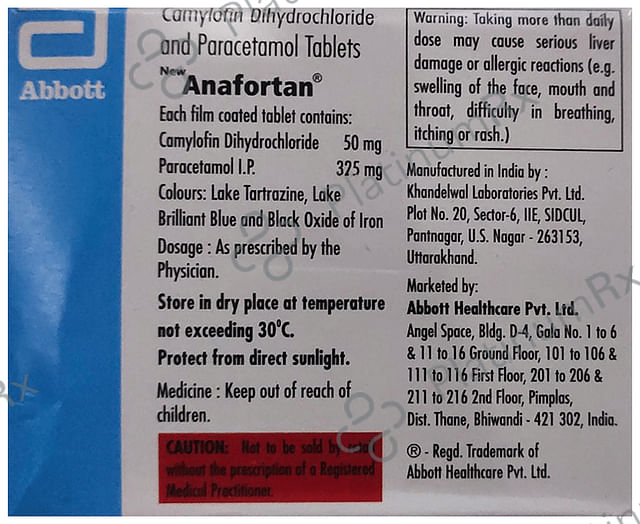 Abbott
Camylofin Dihydrochloride
and Paracetamol Tablets
New Anafortan®
Each film coated tablet contains:
Camylofin Dihydrochloride 50 mg
Paracetamol I.P. 325 mg
Colours: Lake Tartrazine, Lake
Brilliant Blue and Black Oxide of Iron
Dosage : As prescribed by the
Physician.
Store in dry place at temperature
not exceeding 30°C.
Protect from direct sunlight.
Medicine : Keep out of reach of
children.
CAUTION: Not to be sold by retail
without the prescription of a Registered
Medical Practitioner.
Warning: Taking more than daily
dose may cause serious liver
damage or allergic reactions (e.g.
swelling of the face, mouth and
throat, difficulty in breathing,
itching or rash.)
Manufactured in India by :
Khandelwal Laboratories Pvt. Ltd.
Plot No. 20, Sector-6, IIE, SIDCUL,
Pantnagar, U.S. Nagar - 263153,
Uttarakhand.
Marketed by:
Abbott Healthcare Pvt. Ltd.
Angel Space, Bldg. D-4, Gala No. 1 to 6
& 11 to 16 Ground Floor, 101 to 106 &
111 to 116 First Floor, 201 to 206 &
211 to 216 2nd Floor, Pimplas,
Dist. Thane, Bhiwandi - 421 302, India.
® - Regd. Trademark of
Abbott Healthcare Pvt. Ltd.
PlatinumRx
PlatinumRx
Rx